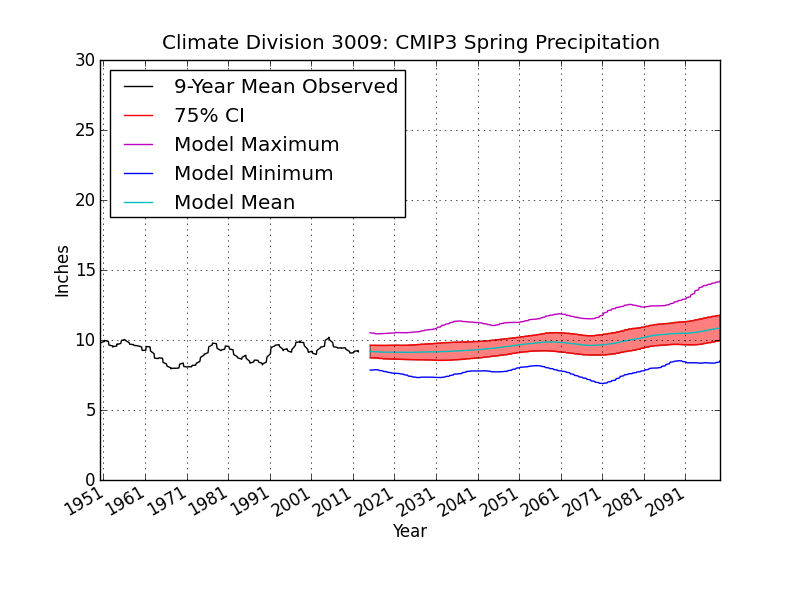 Climate Division 3009: CMIP3 Spring Precipitation
30
25
20
15
10
5
0
Inches
9-Year Mean Observed
75% CI
Model Maximum
Model Minimum
Model Mean
1951 1961 1971 1981 1991 2001 2011 2021 2031 2041 2051 2061 2071 2081 2091
Year